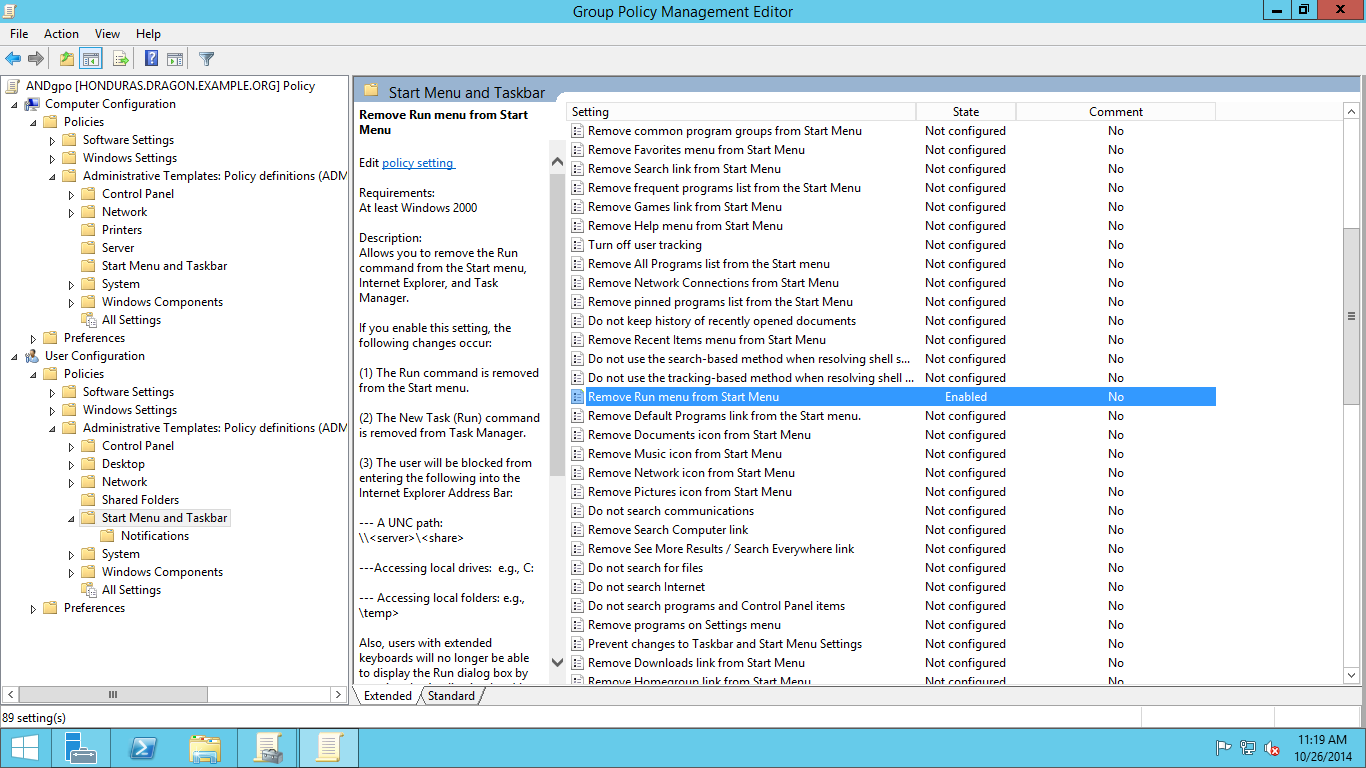 Group Policy Management Editor
File Action View Help
ANDgpo [HONDURAS.DRAGON.EXAMPLE.ORG] Policy
Computer Configuration
Policies
Software Settings
Windows Settings
Administrative Templates: Policy definitions (ADM
Control Panel
Network
Printers
Server
Start Menu and Taskbar
System
Windows Components
All Settings
Preferences
User Configuration
Policies
Software Settings
Windows Settings
Administrative Templates: Policy definitions (ADM
Control Panel
Desktop
Network
Shared Folders
Start Menu and Taskbar
Notifications
System
Windows Components
All Settings
Preferences
Start Menu and Taskbar
Remove Run menu from Start
Menu
Edit policy setting
Requirements:
At least Windows 2000
Description:
Allows you to remove the Run
command from the Start menu,
Internet Explorer, and Task
Manager.
If you enable this setting, the
following changes occur:
(1) The Run command is removed
from the Start menu.
(2) The New Task (Run) command
is removed from Task Manager.
(3) The user will be blocked from
entering the following into the
Internet Explorer Address Bar:
--- A UNC path:
\\<server>\<share>
---Accessing local drives:  e.g., C:
--- Accessing local folders: e.g.,
\temp>
Also, users with extended
keyboards will no longer be able
to display the Run dialog box by
Setting State Comment
Remove common program groups from Start Menu Not configured No
Remove Favorites menu from Start Menu Not configured No
Remove Search link from Start Menu Not configured No
Remove frequent programs list from the Start Menu Not configured No
Remove Games link from Start Menu Not configured No
Remove Help menu from Start Menu Not configured No
Turn off user tracking Not configured No
Remove All Programs list from the Start menu Not configured No
Remove Network Connections from Start Menu Not configured No
Remove pinned programs list from the Start Menu Not configured No
Do not keep history of recently opened documents Not configured No
Remove Recent Items menu from Start Menu Not configured No
Do not use the search-based method when resolving shell s... Not configured No
Do not use the tracking-based method when resolving shell ... Not configured No
Remove Run menu from Start Menu Enabled No
Remove Default Programs link from the Start menu. Not configured No
Remove Documents icon from Start Menu Not configured No
Remove Music icon from Start Menu Not configured No
Remove Network icon from Start Menu Not configured No
Remove Pictures icon from Start Menu Not configured No
Do not search communications Not configured No
Remove Search Computer link Not configured No
Remove See More Results / Search Everywhere link Not configured No
Do not search for files Not configured No
Do not search Internet Not configured No
Do not search programs and Control Panel items Not configured No
Remove programs on Settings menu Not configured No
Prevent changes to Taskbar and Start Menu Settings Not configured No
Remove Downloads link from Start Menu Not configured No
Remove Homegroup link from Start Menu Not configured No
Extended Standard
89 setting(s)
11:19 AM
10/26/2014